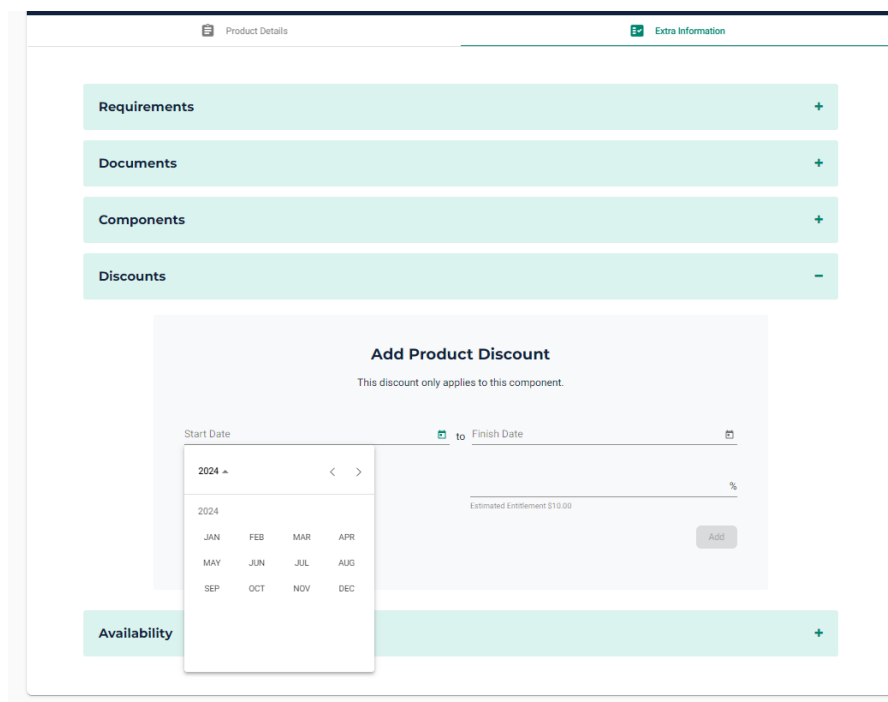 Product Details
Extra Information
Requirements +
Documents +
Components +
Discounts −
Add Product Discount
This discount only applies to this component.
Start Date to Finish Date
2024
%
Estimated Entitlement $10.00
2024
JAN FEB MAR APR
Add
MAY JUN JUL AUG
SEP OCT NOV DEC
Availability +